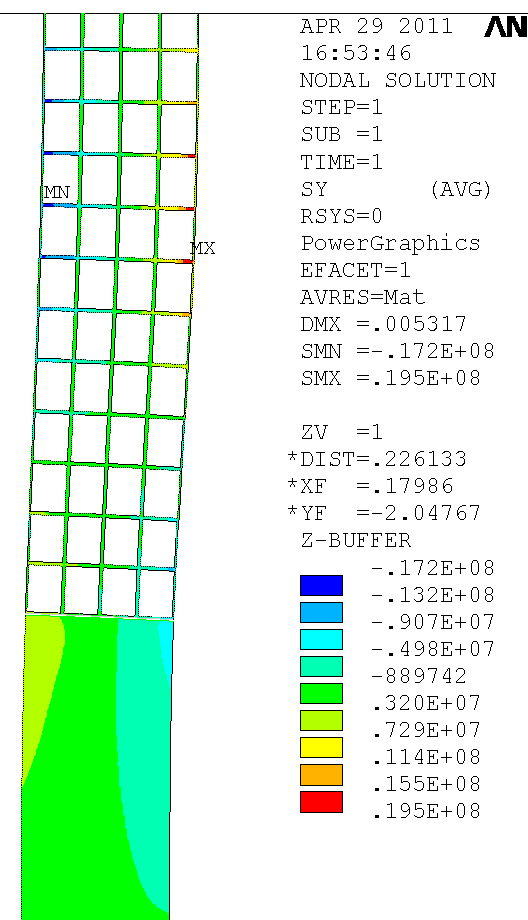 APR 29 2011 AN
16:53:46
NODAL SOLUTION
STEP=1
SUB =1
TIME=1
SY (AVG)
RSYS=0
PowerGraphics
EFACET=1
AVRES=Mat
DMX =.005317
SMN =-.172E+08
SMX =.195E+08
MN
MX
ZV =1
*DIST=.226133
*XF =.17986
*YF =-2.04767
Z-BUFFER
-.172E+08
-.132E+08
-.907E+07
-.498E+07
-889742
.320E+07
.729E+07
.114E+08
.155E+08
.195E+08